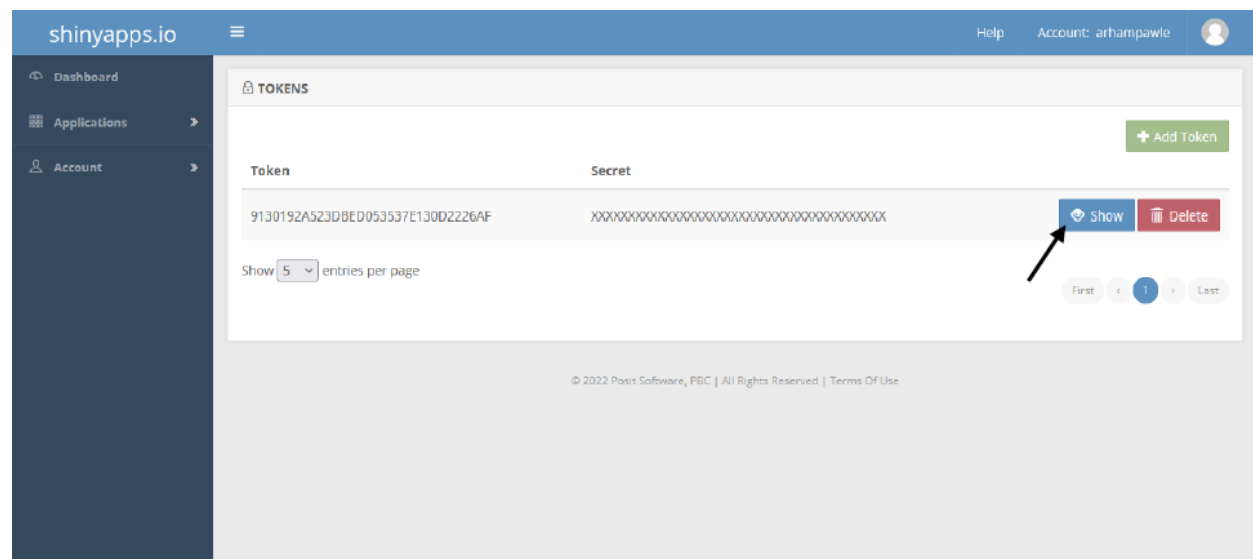 shinyapps.io
Help Account: arhampawle
Dashboard
TOKENS
Applications
Add Token
Account
Token Secret
9130192A523DBED053537E130D2226AF XXXXXXXXXXXXXXXXXXXXXXXXXXXXXXXXXXXXXXXX Show Delete
Show 5 entries per page
First ‹ 1 › Last
© 2022 Posit Software, PBC | All Rights Reserved | Terms Of Use